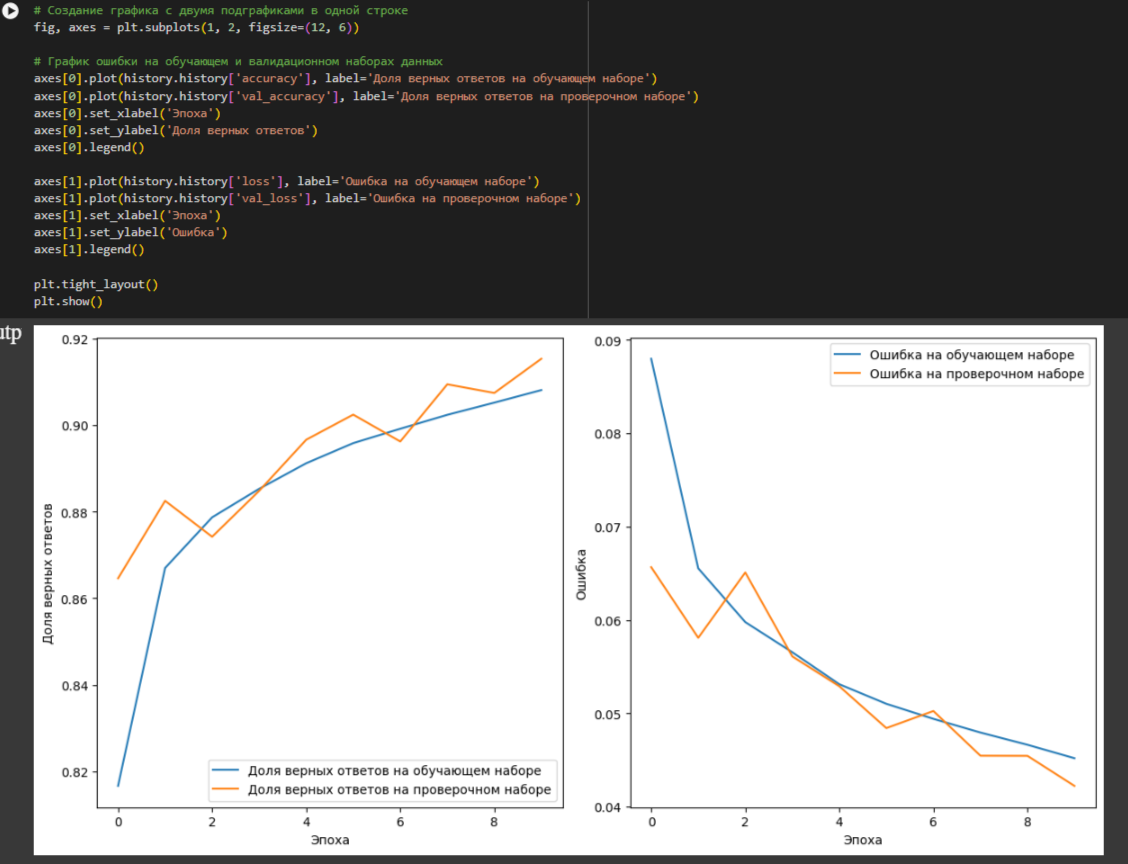 # Создание графика с двумя подграфиками в одной строке
fig, axes = plt.subplots(1, 2, figsize=(12, 6))
# График ошибки на обучающем и валидационном наборах данных
axes[0].plot(history.history['accuracy'], label='Доля верных ответов на обучающем наборе')
axes[0].plot(history.history['val_accuracy'], label='Доля верных ответов на проверочном наборе')
axes[0].set_xlabel('Эпоха')
axes[0].set_ylabel('Доля верных ответов')
axes[0].legend()
axes[1].plot(history.history['loss'], label='Ошибка на обучающем наборе')
axes[1].plot(history.history['val_loss'], label='Ошибка на проверочном наборе')
axes[1].set_xlabel('Эпоха')
axes[1].set_ylabel('Ошибка')
axes[1].legend()
plt.tight_layout()
plt.show()
utp
0.92
0.90
0.88
0.86
0.84
0.82
Доля верных ответов
Доля верных ответов на обучающем наборе
Доля верных ответов на проверочном наборе
0 2 4 6 8
Эпоха
0.09
0.08
0.07
0.06
0.05
0.04
Ошибка
Ошибка на обучающем наборе
Ошибка на проверочном наборе
0 2 4 6 8
Эпоха